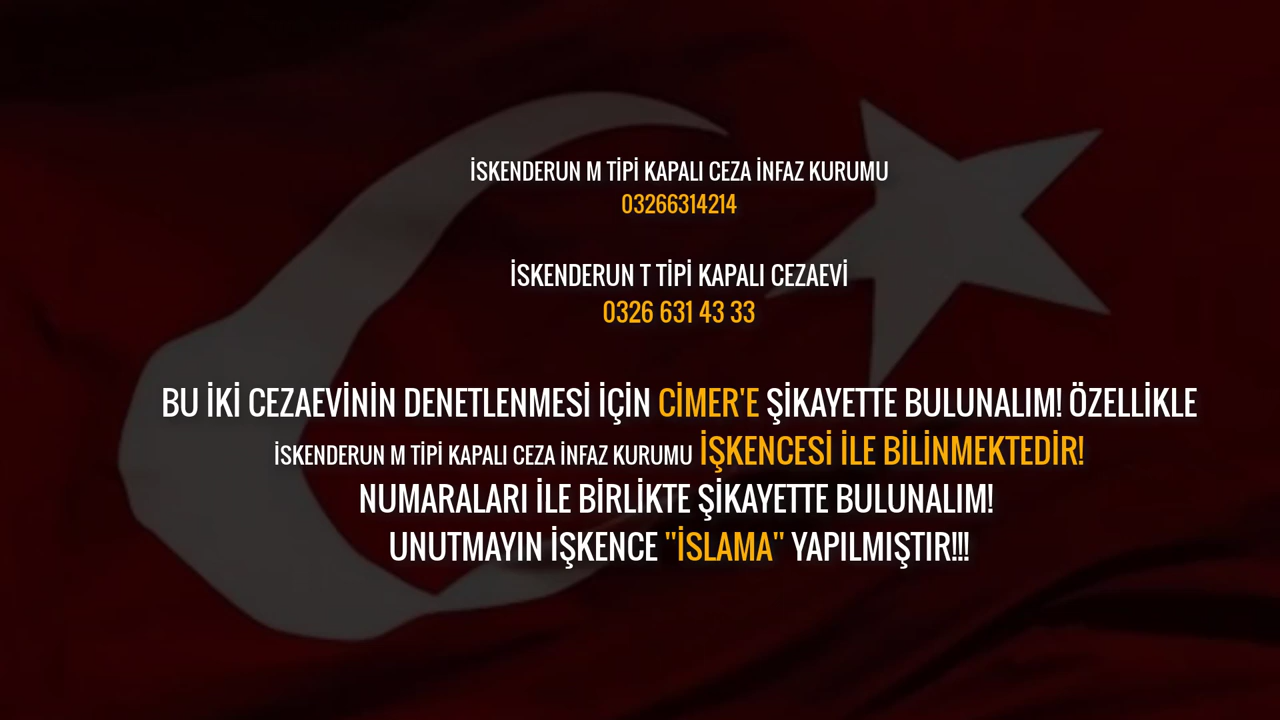 İSKENDERUN M TİPİ KAPALI CEZA İNFAZ KURUMU
03266314214
İSKENDERUN T TİPİ KAPALI CEZAEVİ
0326 631 43 33
BU İKİ CEZAEVİNİN DENETLENMESİ İÇİN CİMER'E ŞİKAYETTE BULUNALIM! ÖZELLİKLE
İSKENDERUN M TİPİ KAPALI CEZA İNFAZ KURUMU İŞKENCESİ İLE BİLİNMEKTEDİR!
NUMARALARI İLE BİRLİKTE ŞİKAYETTE BULUNALIM!
UNUTMAYIN İŞKENCE "İSLAMA" YAPILMIŞTIR!!!